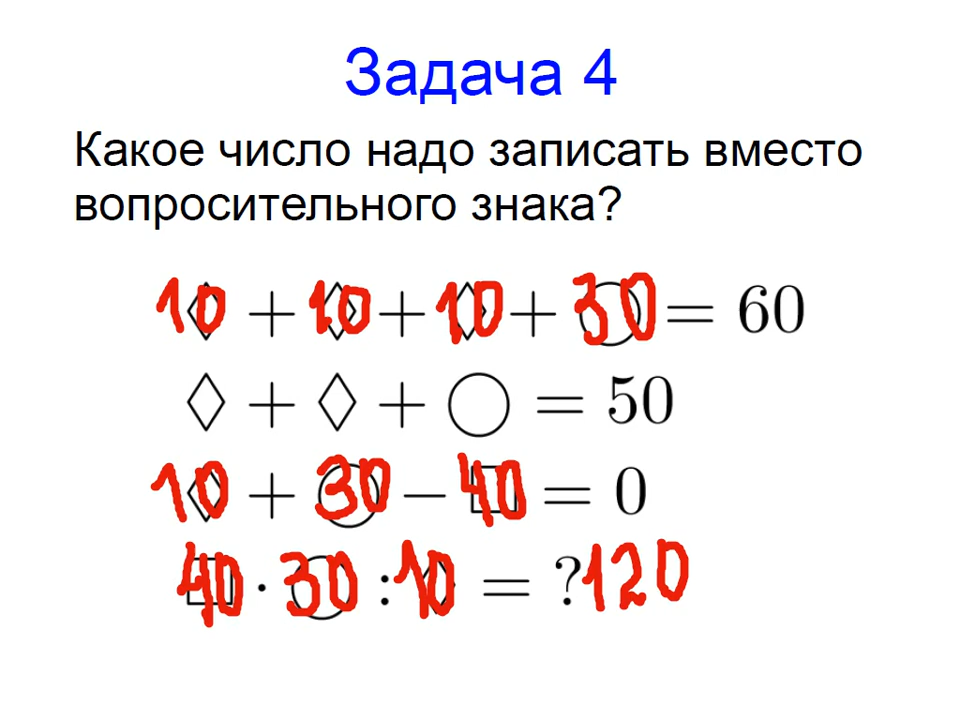 Задача 4
Какое число надо записать вместо
вопросительного знака?
10 + 10 + 10 + 30 = 60
◊ + ◊ + ○ = 50
10 + 30 − 40 = 0
40 · 30 : 10 = ? 120